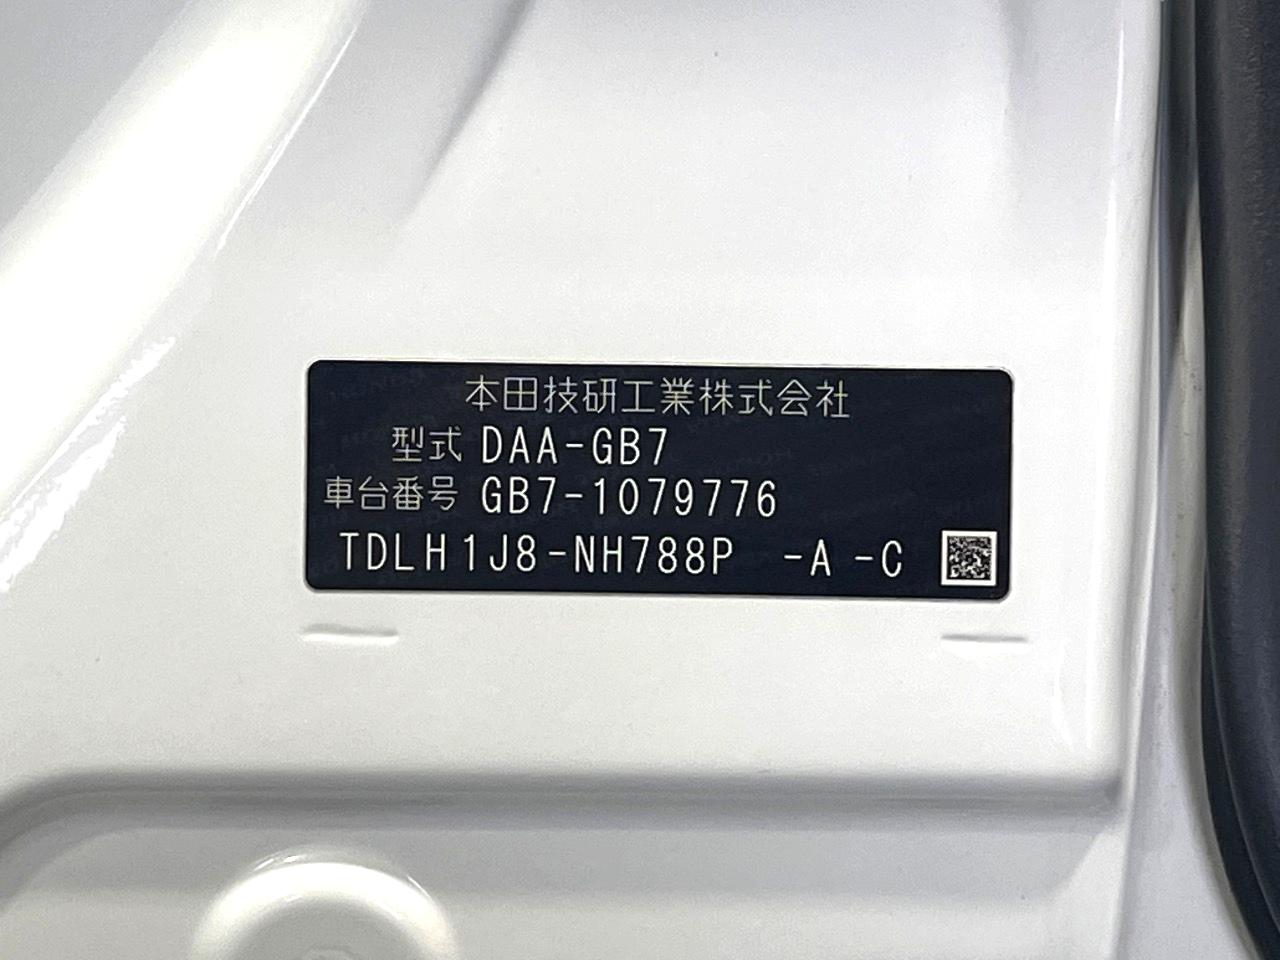 本田技研工業株式会社
型式 DAA-GB7
車台番号 GB7-1079776
TDLH1J8-NH788P -A -C